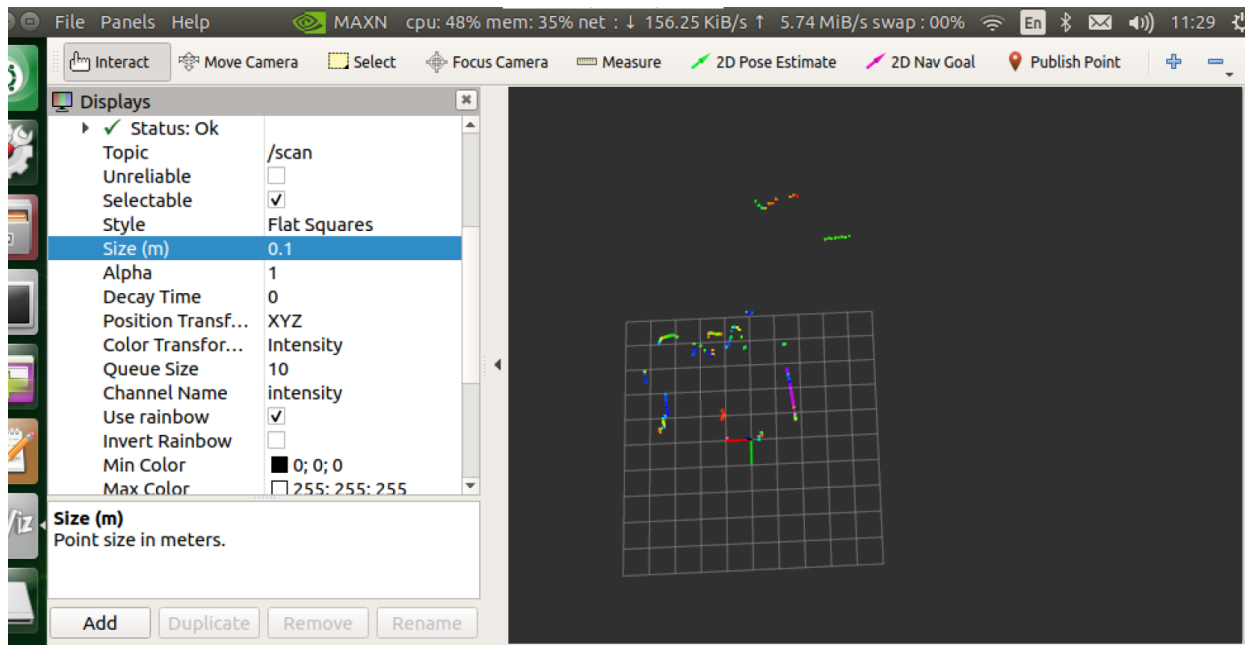 File Panels Help MAXN cpu: 48% mem: 35% net : ↓ 156.25 KiB/s ↑ 5.74 MiB/s swap : 00% En 11:29
Interact Move Camera Select Focus Camera Measure 2D Pose Estimate 2D Nav Goal Publish Point
Displays
Status: Ok
Topic /scan
Unreliable
Selectable
Style Flat Squares
Size (m) 0.1
Alpha 1
Decay Time 0
Position Transf... XYZ
Color Transfor... Intensity
Queue Size 10
Channel Name intensity
Use rainbow
Invert Rainbow
Min Color 0; 0; 0
Max Color 255; 255; 255
Size (m)
Point size in meters.
Add Duplicate Remove Rename